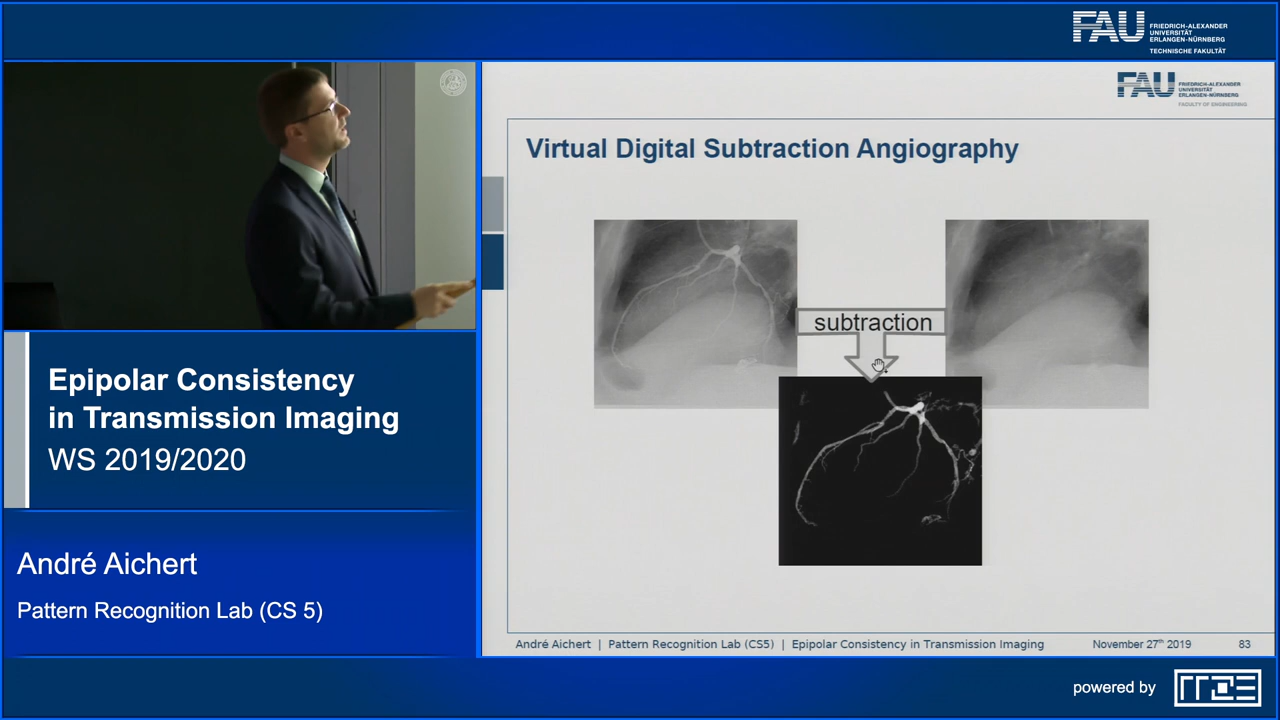 FAU
FRIEDRICH-ALEXANDER
UNIVERSITÄT
ERLANGEN-NÜRNBERG
TECHNISCHE FAKULTÄT
FAU
FRIEDRICH-ALEXANDER
UNIVERSITÄT
ERLANGEN-NÜRNBERG
FACULTY OF ENGINEERING
Virtual Digital Subtraction Angiography
subtraction
Epipolar Consistency
in Transmission Imaging
WS 2019/2020
André Aichert
Pattern Recognition Lab (CS 5)
André Aichert | Pattern Recognition Lab (CS5) | Epipolar Consistency in Transmission Imaging November 27th 2019 83
powered by